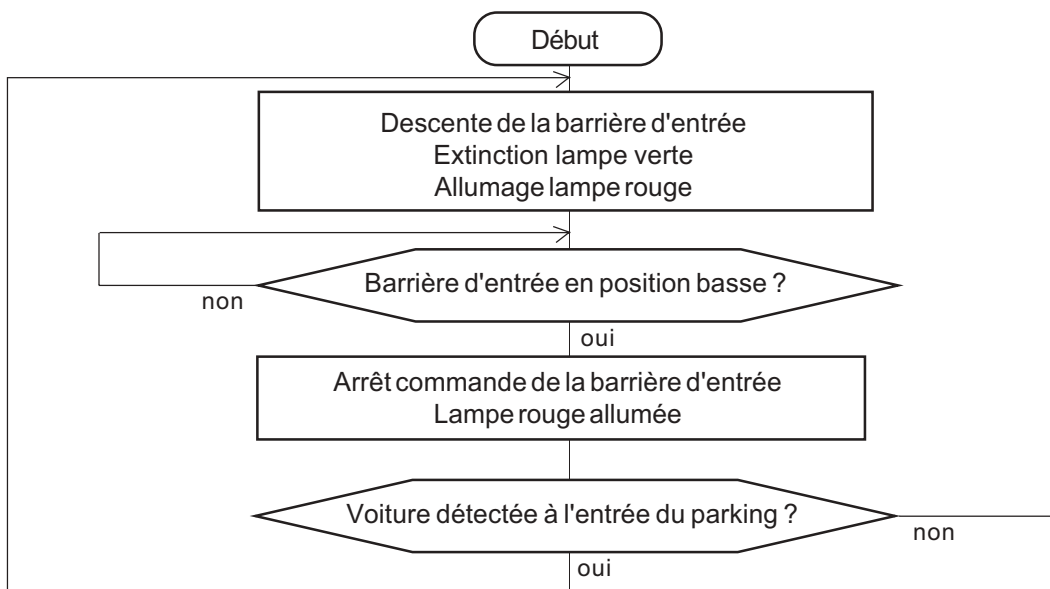 Début
Descente de la barrière d'entrée
Extinction lampe verte
Allumage lampe rouge
Barrière d'entrée en position basse ?
non
oui
Arrêt commande de la barrière d'entrée
Lampe rouge allumée
Voiture détectée à l'entrée du parking ?
non
oui